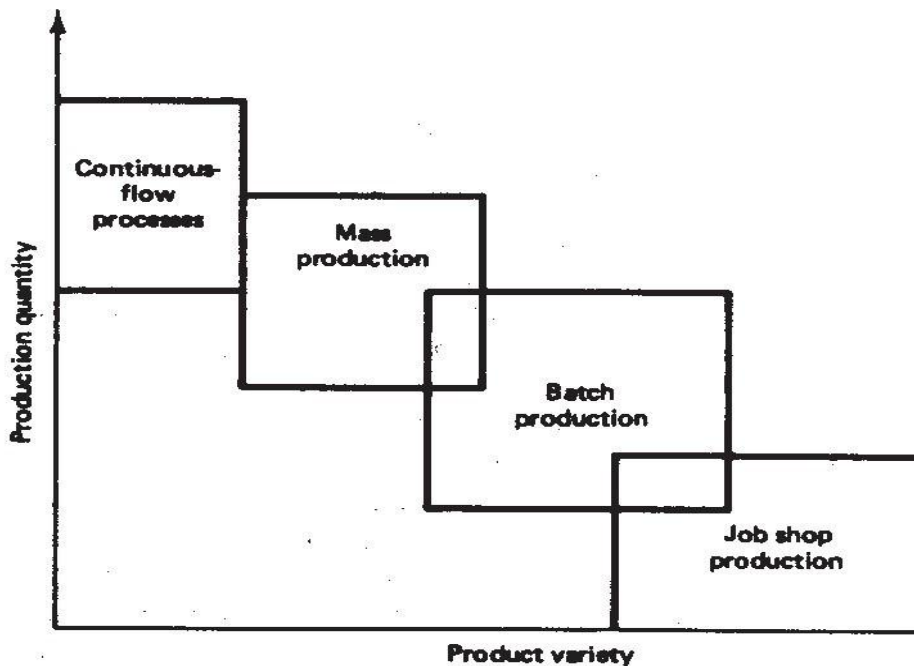 Continuous-
flow
processes
Mass
production
Production quantity
Batch
production
Job shop
production
Product variety